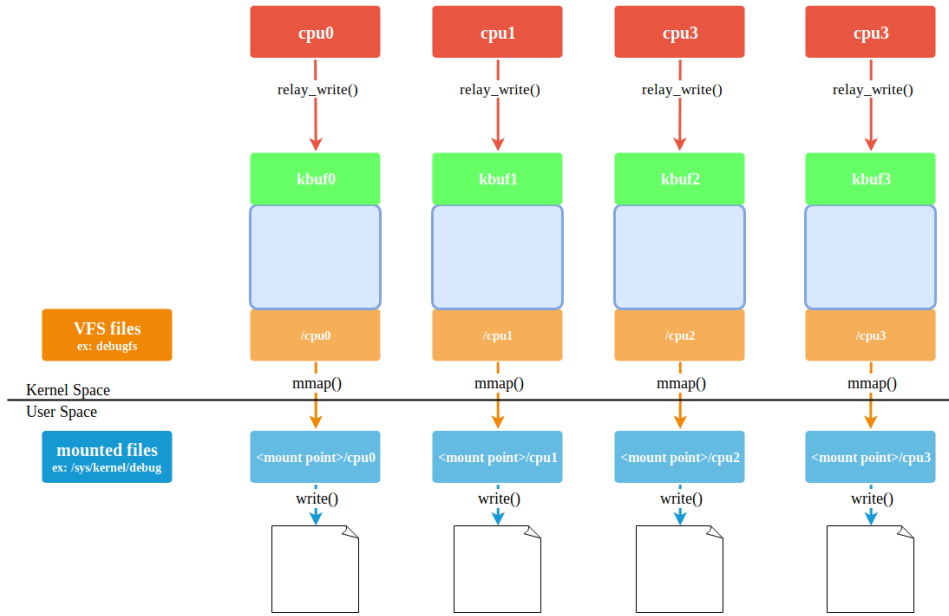 cpu0 cpu1 cpu3 cpu3
relay_write() relay_write() relay_write() relay_write()
kbuf0 kbuf1 kbuf2 kbuf3
VFS files
ex: debugfs
/cpu0 /cpu1 /cpu2 /cpu3
mmap() mmap() mmap() mmap()
Kernel Space
User Space
mounted files
ex: /sys/kernel/debug
<mount point>/cpu0 <mount point>/cpu1 <mount point>/cpu2 <mount point>/cpu3
write() write() write() write()